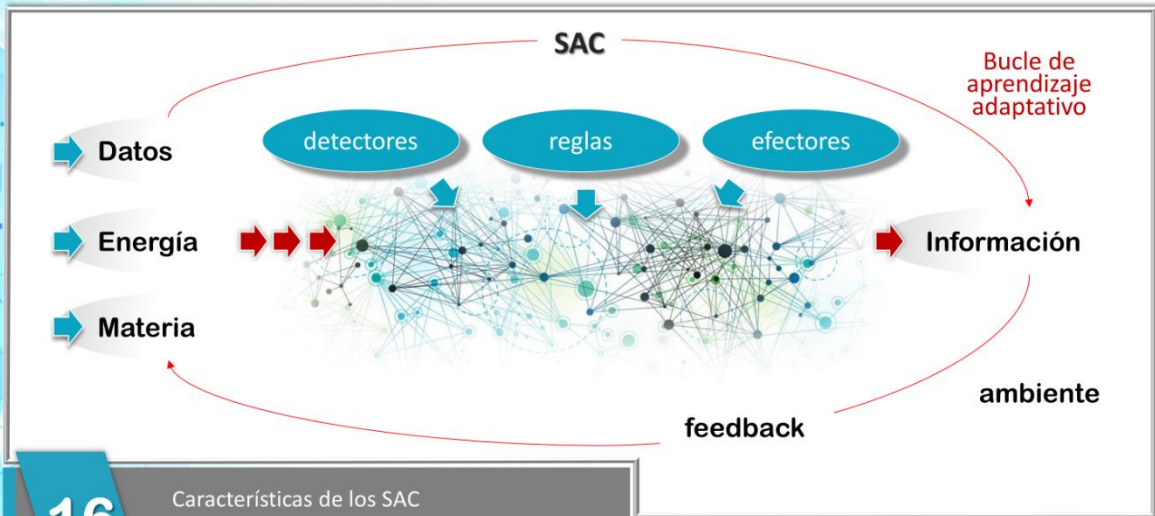 SAC
Bucle de
aprendizaje
adaptativo
detectores
reglas
efectores
Datos
Energía
Información
Materia
ambiente
feedback
16
Características de los SAC